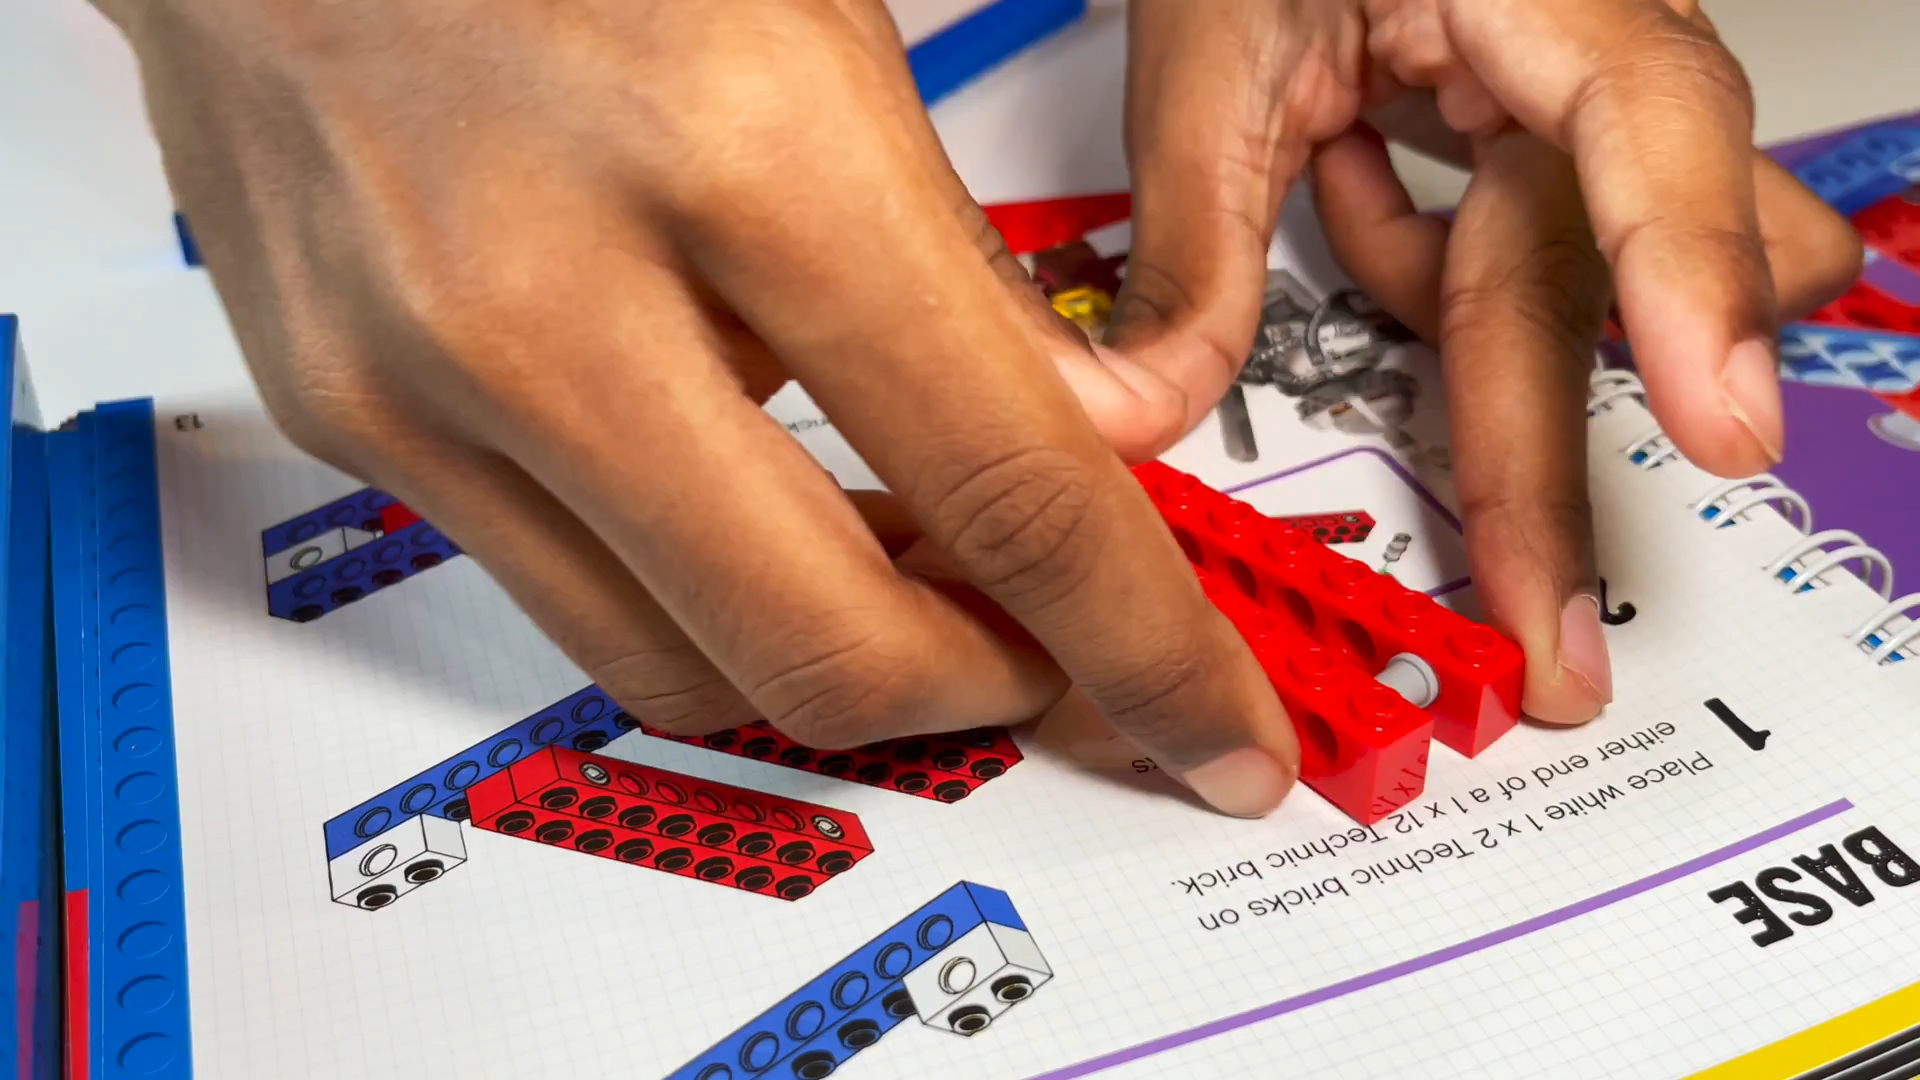 BASE
1
Place white 1 x 2 Technic bricks on
either end of a 1 x 12 Technic brick.
2
13